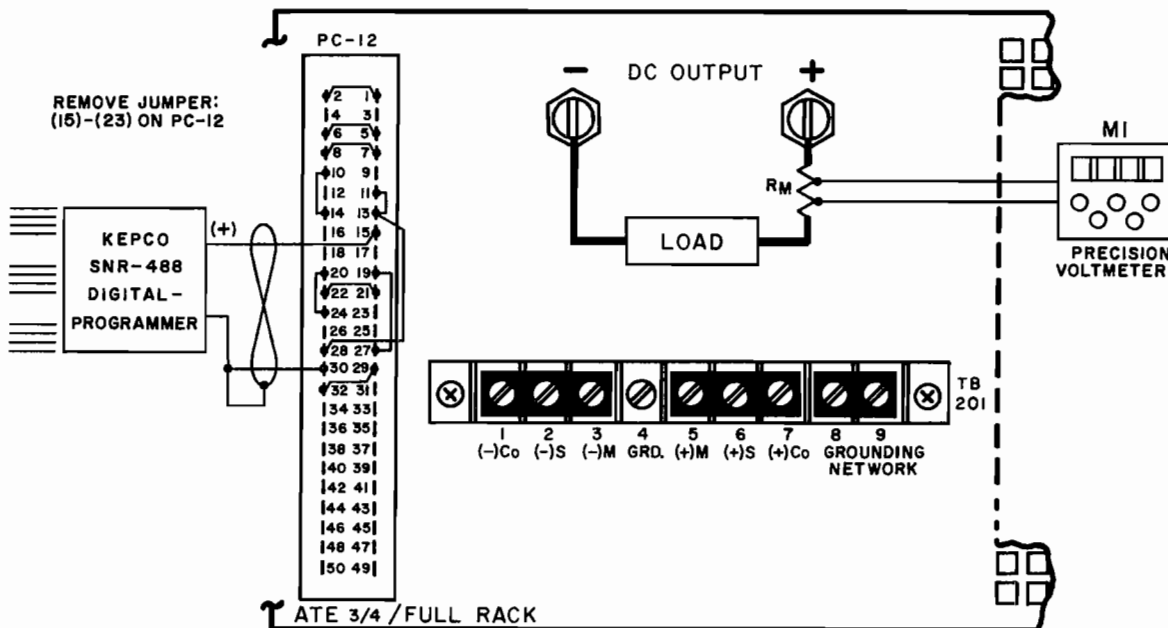 PC-12
REMOVE JUMPER:
(15)-(23) ON PC-12
2 1
4 3
6 5
8 7
10 9
12 11
14 13
16 15
18 17
20 19
22 21
24 23
26 25
28 27
30 29
32 31
34 33
36 35
38 37
40 39
42 41
44 43
46 45
48 47
50 49
KEPCO
SNR-488
DIGITAL-
PROGRAMMER
(+)
− DC OUTPUT +
RM
LOAD
M1
PRECISION
VOLTMETER
TB
201
1 2 3 4 5 6 7 8 9
(-)Co (-)S (-)M GRD. (+)M (+)S (+)Co GROUNDING
NETWORK
ATE 3/4 / FULL RACK